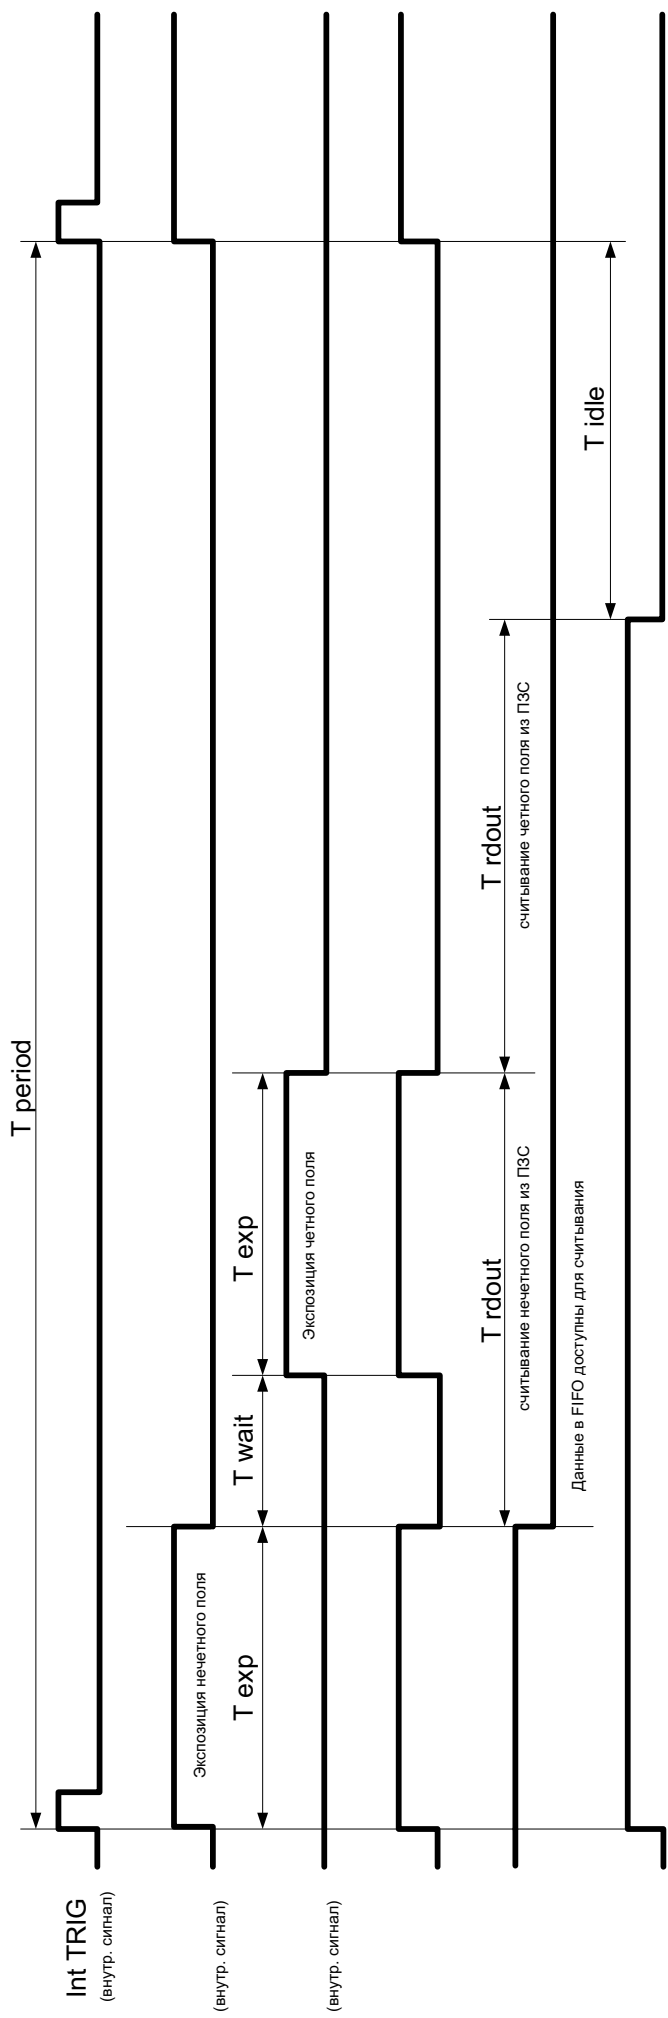 T period
Int TRIG
(внутр. сигнал)
Экспозиция нечетного поля
(внутр. сигнал)
T exp
T wait
T exp
Экспозиция четного поля
(внутр. сигнал)
T rdout
T rdout
считывание нечетного поля из ПЗС
считывание четного поля из ПЗС
Данные в FIFO доступны для считывания
T idle